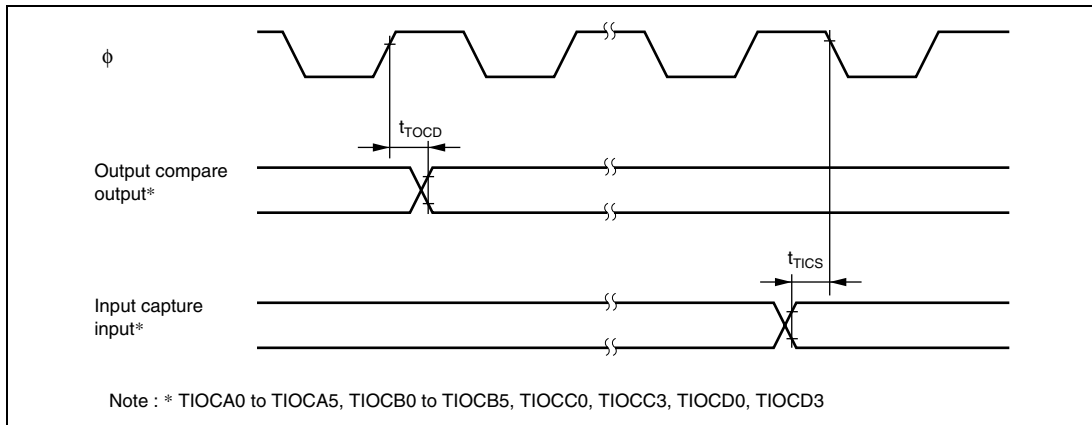 ϕ
tTOCD
Output compare
output*
tTICS
Input capture
input*
Note : * TIOCA0 to TIOCA5, TIOCB0 to TIOCB5, TIOCC0, TIOCC3, TIOCD0, TIOCD3